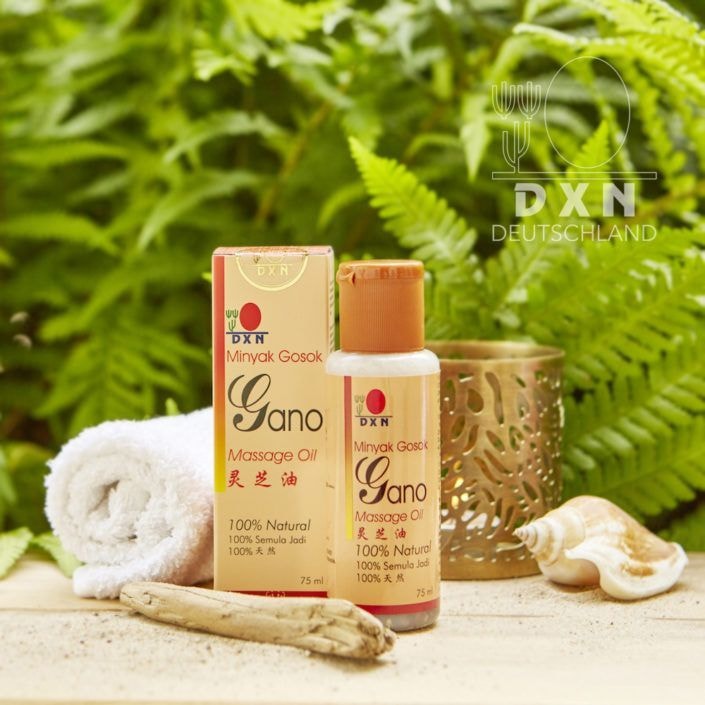 DXN
DEUTSCHLAND
DXN
DXN
Minyak Gosok
Gano
Massage Oil
灵芝油
100% Natural
100% Semula Jadi
100% 天然
75 ml
DXN
Minyak Gosok
Gano
Massage Oil
灵芝油
100% Natural
100% Semula Jadi
100% 天然
75 ml